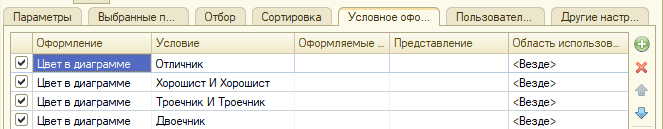 Параметры Выбранные п... Отбор Сортировка Условное офо... Пользовател... Другие настр...
Оформление Условие Оформляемые ... Представление Область использов...
Цвет в диаграмме Отличник <Везде>
Цвет в диаграмме Хорошист И Хорошист <Везде>
Цвет в диаграмме Троечник И Троечник <Везде>
Цвет в диаграмме Двоечник <Везде>